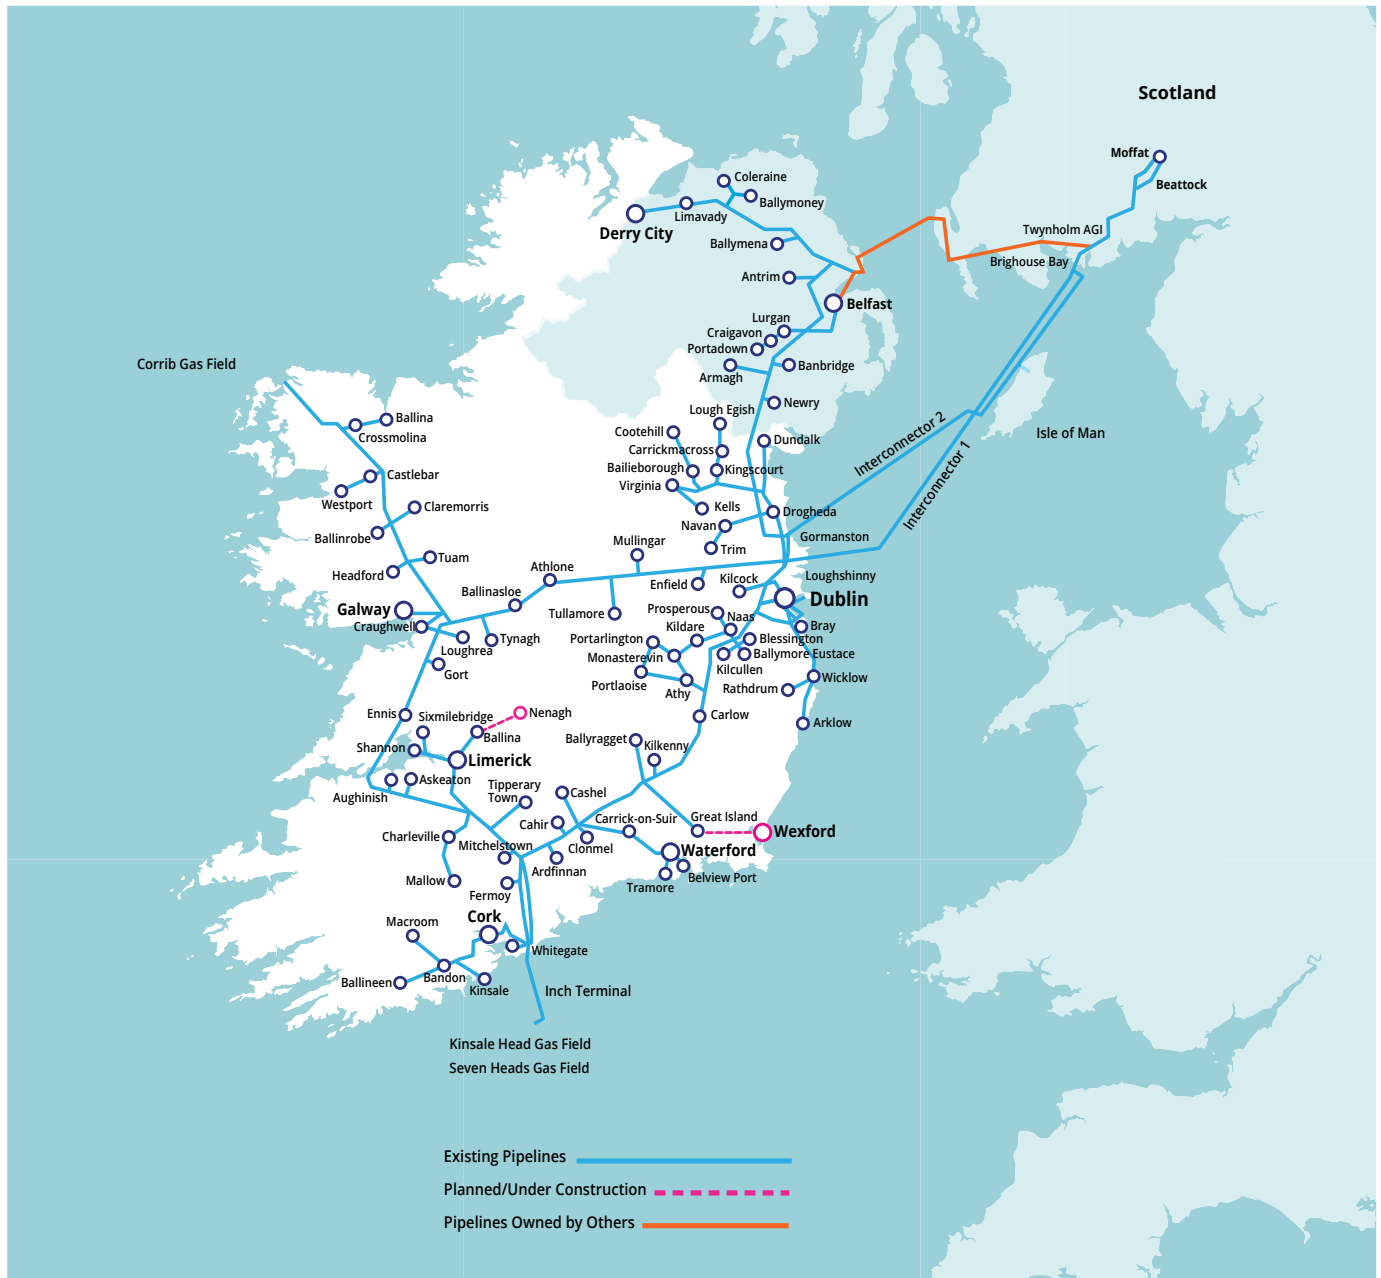 Scotland
Moffat
Beattock
Coleraine
Ballymoney
Limavady
Derry City
Twynholm AGI
Ballymena
Brighouse Bay
Antrim
Belfast
Lurgan
Craigavon
Portadown
Banbridge
Armagh
Corrib Gas Field
Newry
Lough Egish
Ballina
Crossmolina
Cootehill
Dundalk
Isle of Man
Interconnector 2
Interconnector 1
Carrickmacross
Bailieborough
Kingscourt
Castlebar
Virginia
Westport
Claremorris
Kells
Drogheda
Navan
Ballinrobe
Gormanston
Mullingar
Trim
Tuam
Athlone
Headford
Enfield
Kilcock
Loughshinny
Ballinasloe
Dublin
Galway
Tullamore
Prosperous
Naas
Craughwell
Kildare
Bray
Tynagh
Portarlington
Blessington
Loughrea
Monasterevin
Ballymore Eustace
Gort
Kilcullen
Wicklow
Portlaoise
Athy
Rathdrum
Ennis
Sixmilebridge
Nenagh
Carlow
Arklow
Ballina
Shannon
Ballyragget
Kilkenny
Limerick
Askeaton
Tipperary
Town
Cashel
Aughinish
Great Island
Cahir
Carrick-on-Suir
Wexford
Charleville
Mitchelstown
Clonmel
Waterford
Ardfinnan
Mallow
Belview Port
Tramore
Fermoy
Cork
Macroom
Whitegate
Bandon
Ballineen
Kinsale
Inch Terminal
Kinsale Head Gas Field
Seven Heads Gas Field
Existing Pipelines
Planned/Under Construction
Pipelines Owned by Others